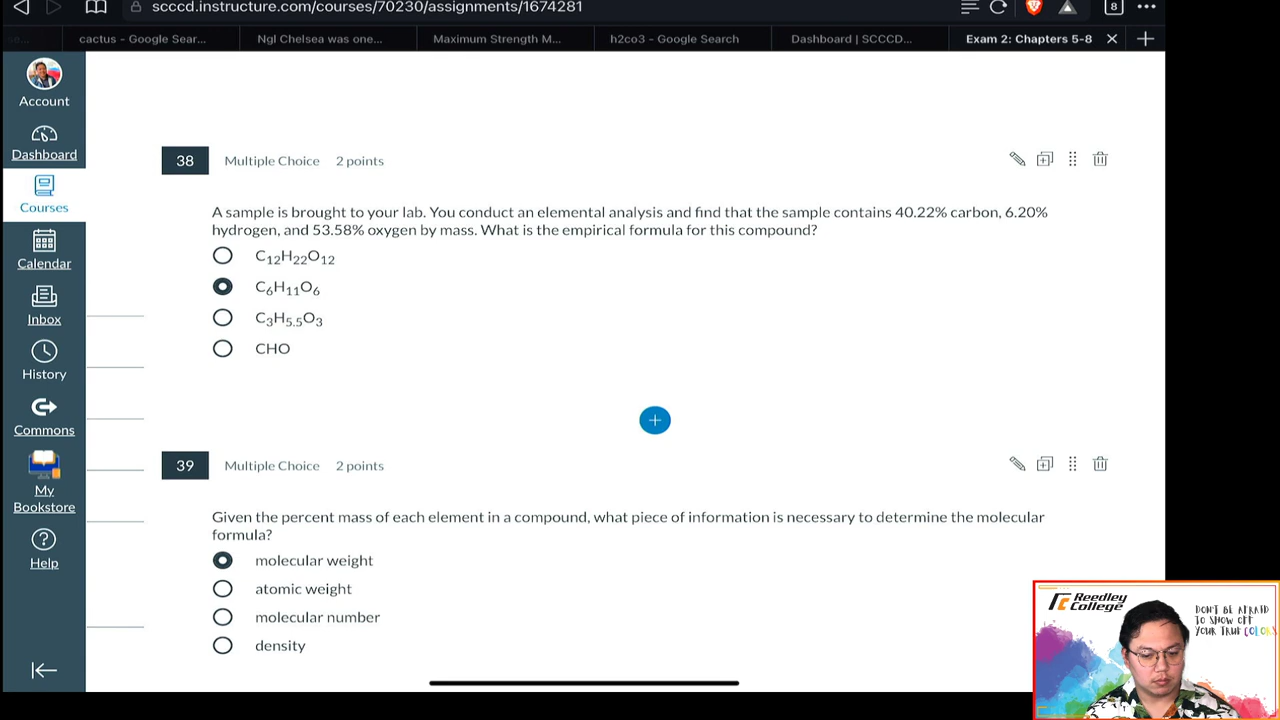 scccd.instructure.com/courses/70230/assignments/1674281
8
cactus - Google Sear...
Ngl Chelsea was one...
Maximum Strength M...
h2co3 - Google Search
Dashboard | SCCCD...
Exam 2: Chapters 5-8
Account
Dashboard
Courses
Calendar
Inbox
History
Commons
My
Bookstore
Help
38 Multiple Choice 2 points
A sample is brought to your lab. You conduct an elemental analysis and find that the sample contains 40.22% carbon, 6.20%
hydrogen, and 53.58% oxygen by mass. What is the empirical formula for this compound?
C₁₂H₂₂O₁₂
C₆H₁₁O₆
C₃H₅.₅O₃
CHO
39 Multiple Choice 2 points
Given the percent mass of each element in a compound, what piece of information is necessary to determine the molecular
formula?
molecular weight
atomic weight
molecular number
density
Reedley
College
DON'T BE AFRAID
TO SHOW OFF
YOUR TRUE COLORS